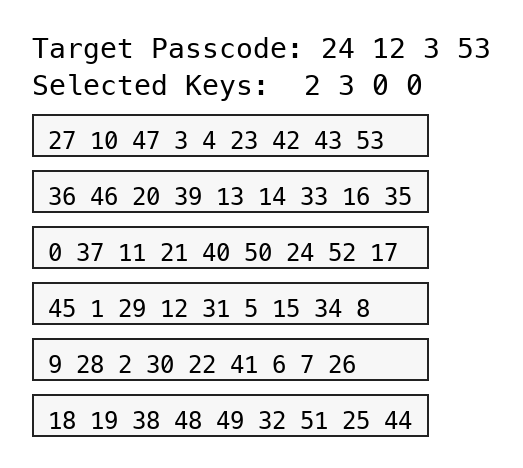 Target Passcode: 24 12 3 53
Selected Keys: 2 3 0 0
27 10 47 3 4 23 42 43 53
36 46 20 39 13 14 33 16 35
0 37 11 21 40 50 24 52 17
45 1 29 12 31 5 15 34 8
9 28 2 30 22 41 6 7 26
18 19 38 48 49 32 51 25 44